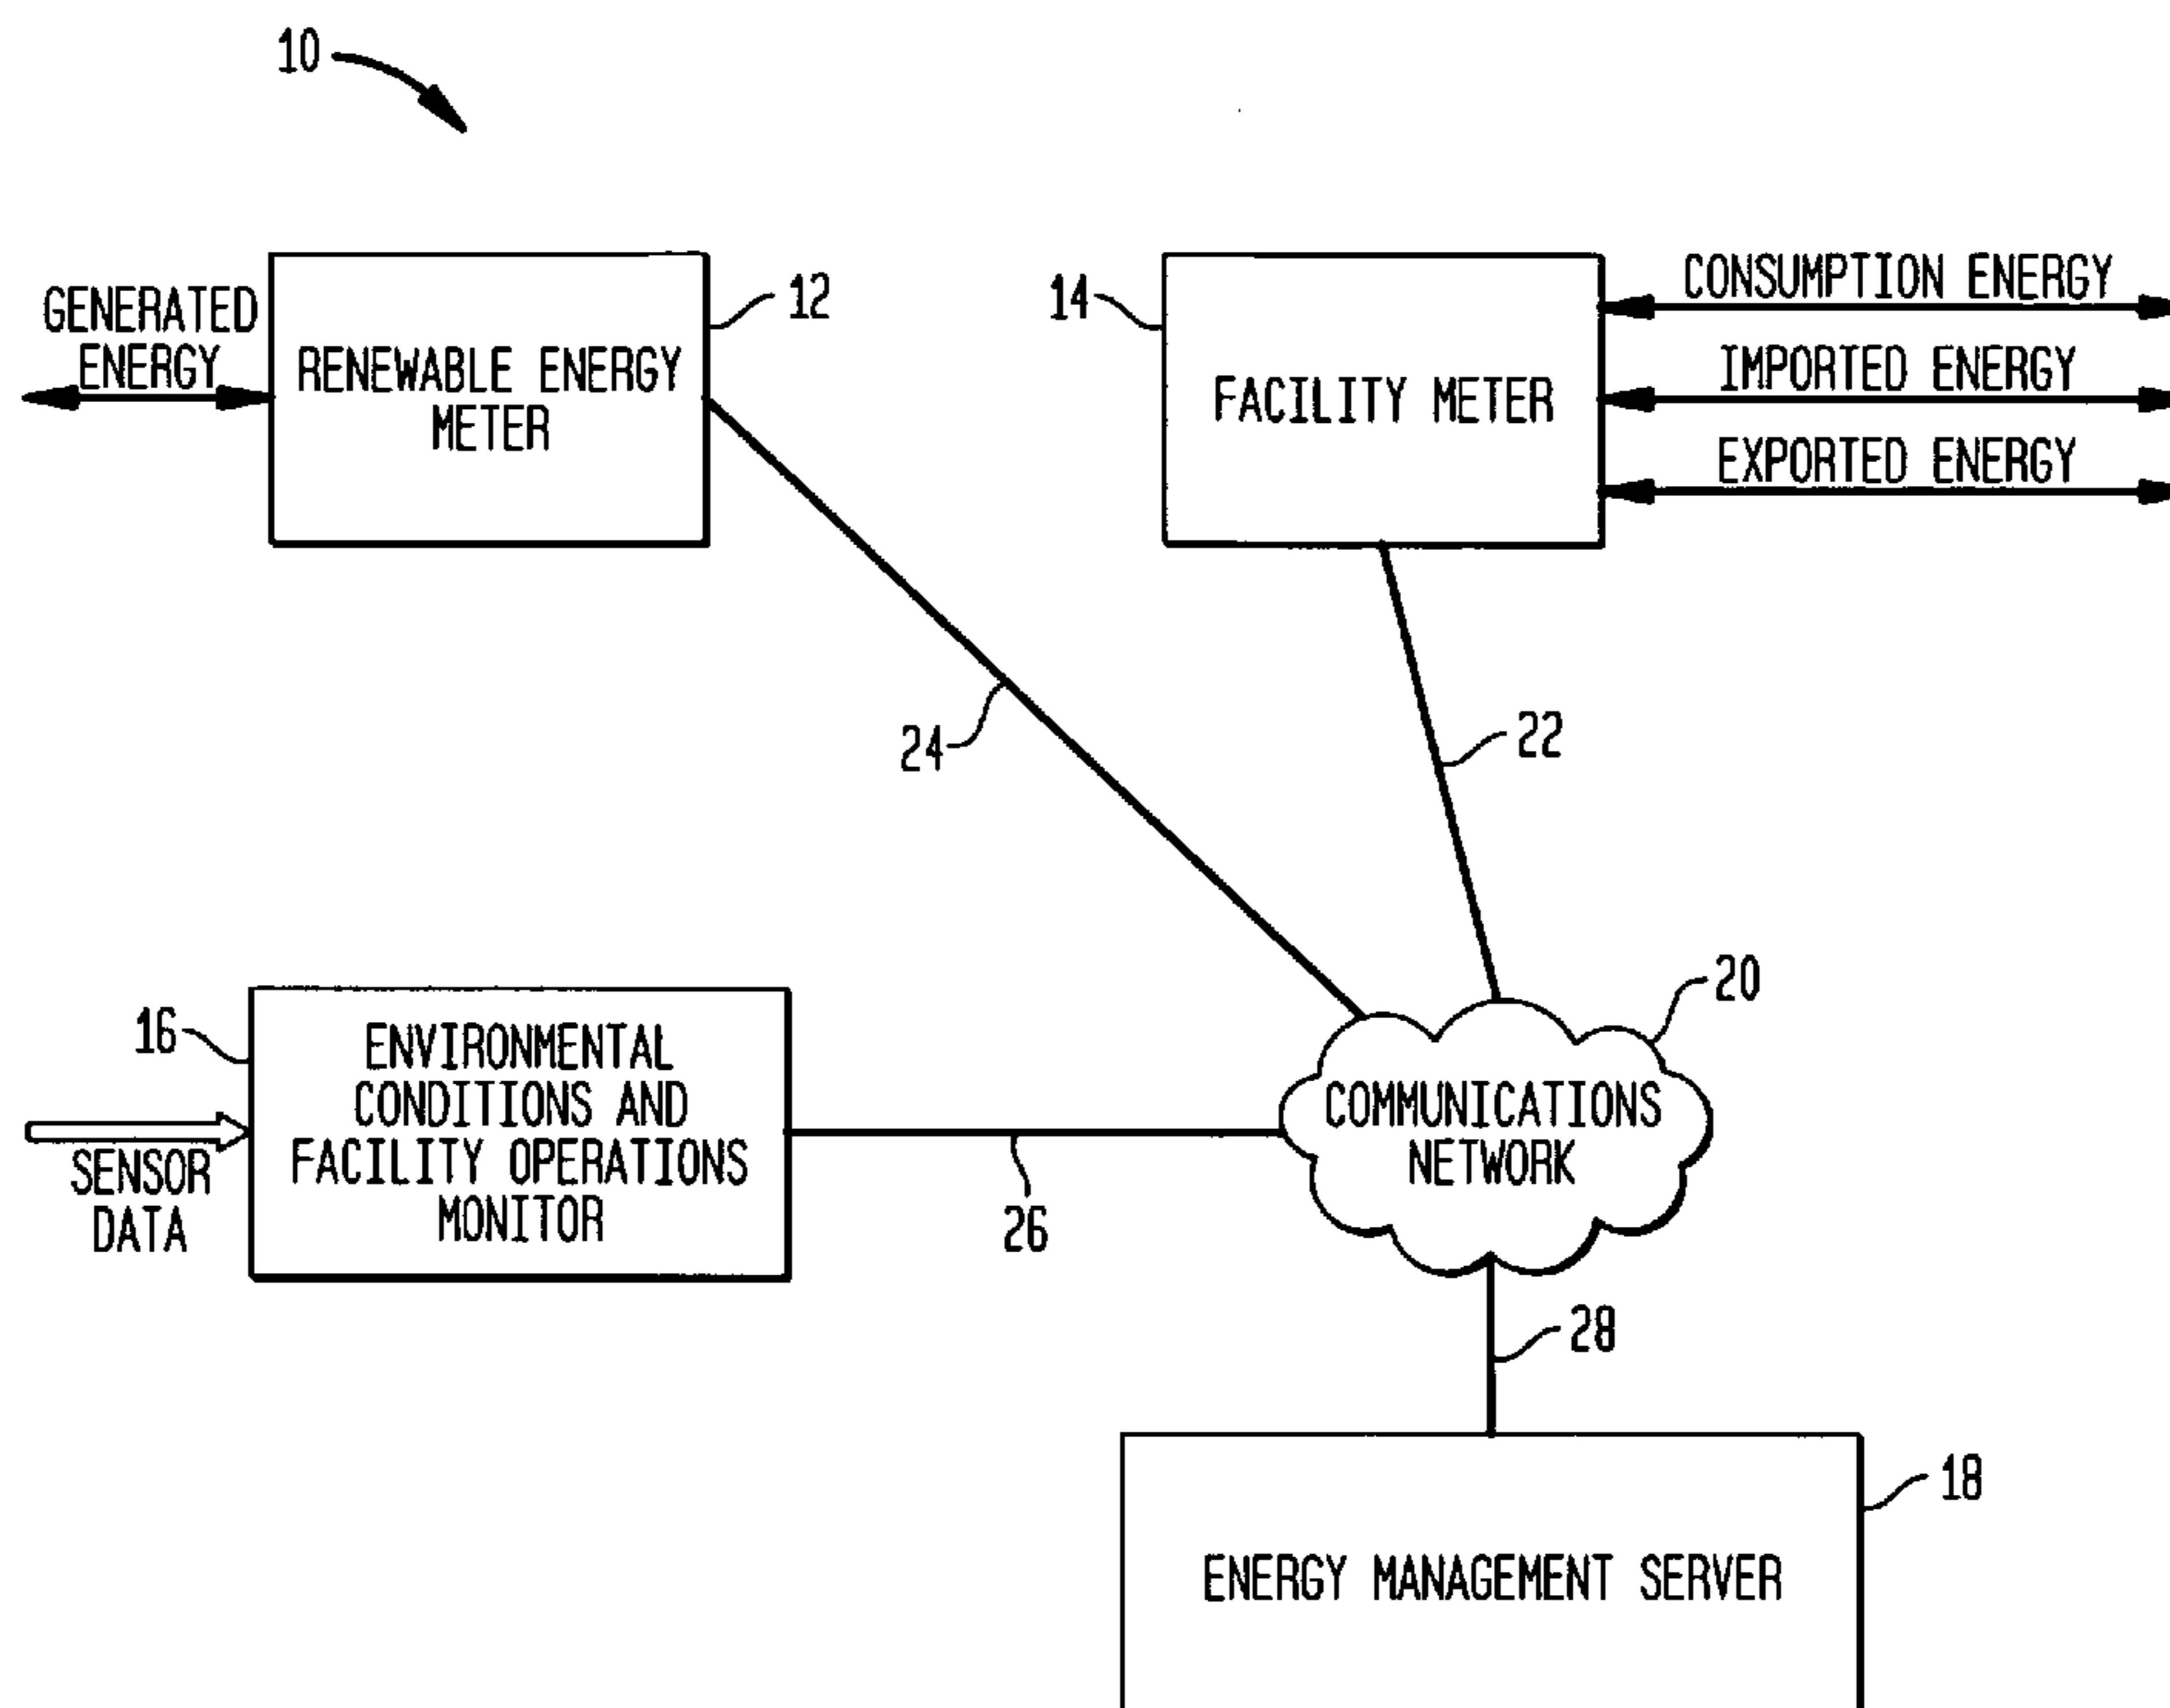 10
GENERATED
ENERGY
RENEWABLE ENERGY
METER
12
14
FACILITY METER
CONSUMPTION ENERGY
IMPORTED ENERGY
EXPORTED ENERGY
24
22
16
ENVIRONMENTAL
CONDITIONS AND
FACILITY OPERATIONS
MONITOR
SENSOR
DATA
26
20
COMMUNICATIONS
NETWORK
28
18
ENERGY MANAGEMENT SERVER